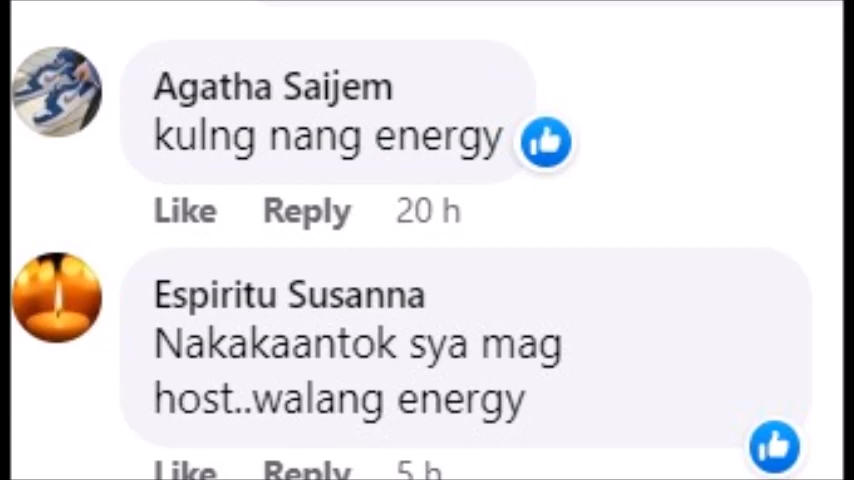 Agatha Saijem
kulng nang energy
Like Reply 20 h
Espiritu Susanna
Nakakaantok sya mag
host..walang energy
Like Reply 5 h